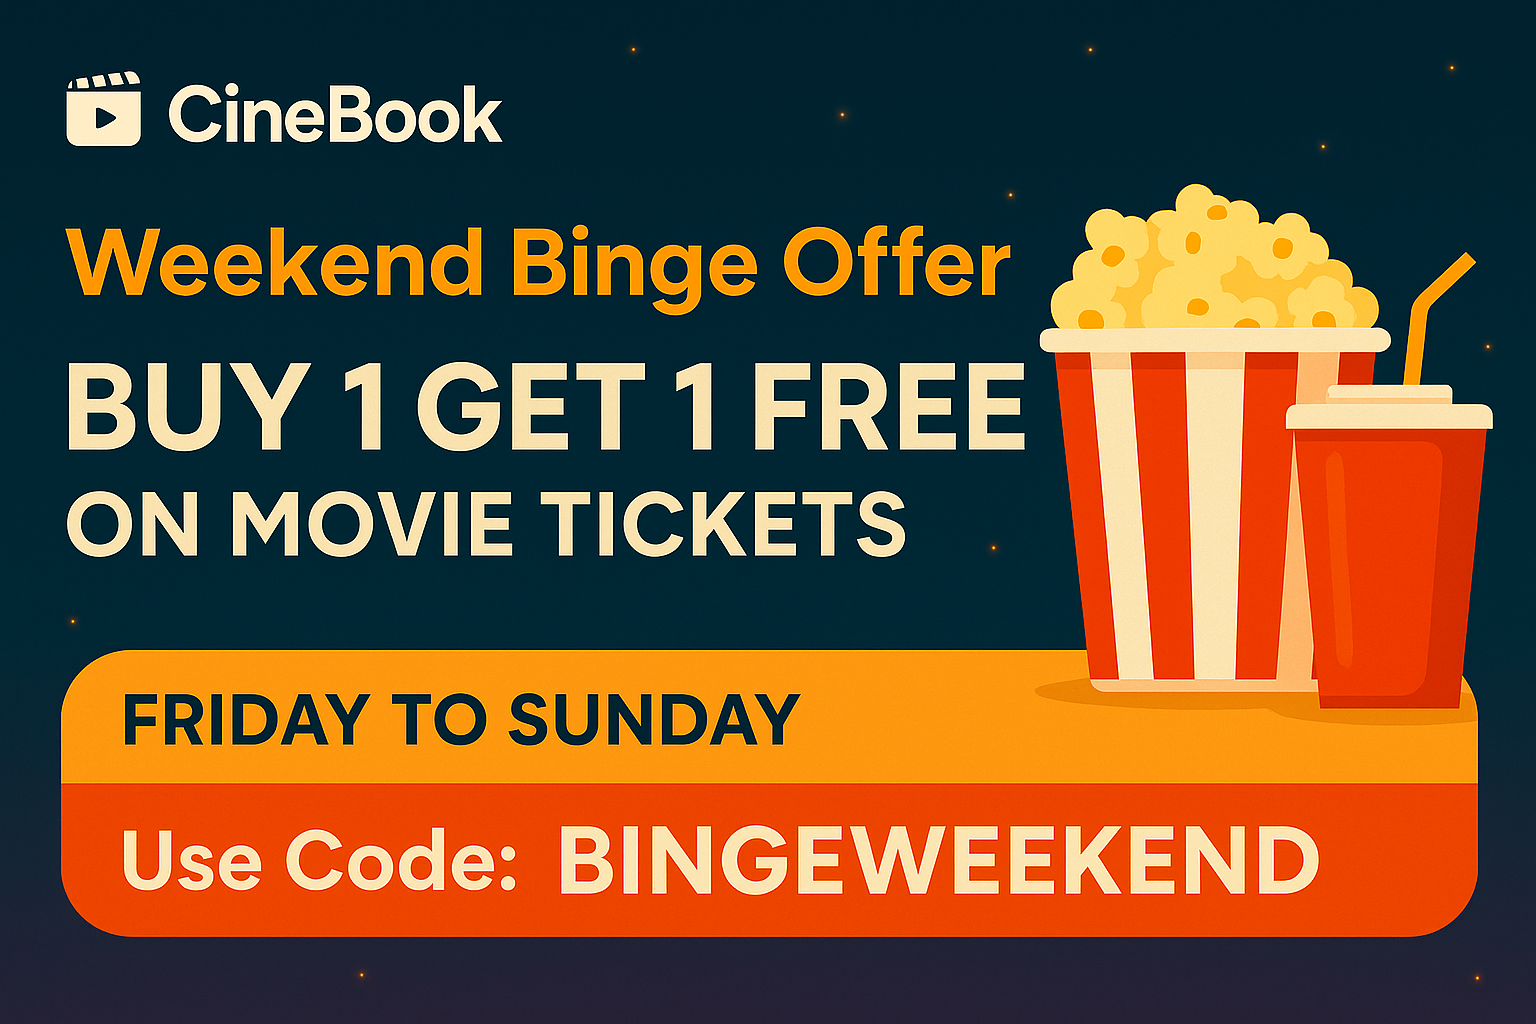 CineBook
Weekend Binge Offer
BUY 1 GET 1 FREE
ON MOVIE TICKETS
FRIDAY TO SUNDAY
Use Code: BINGEWEEKEND